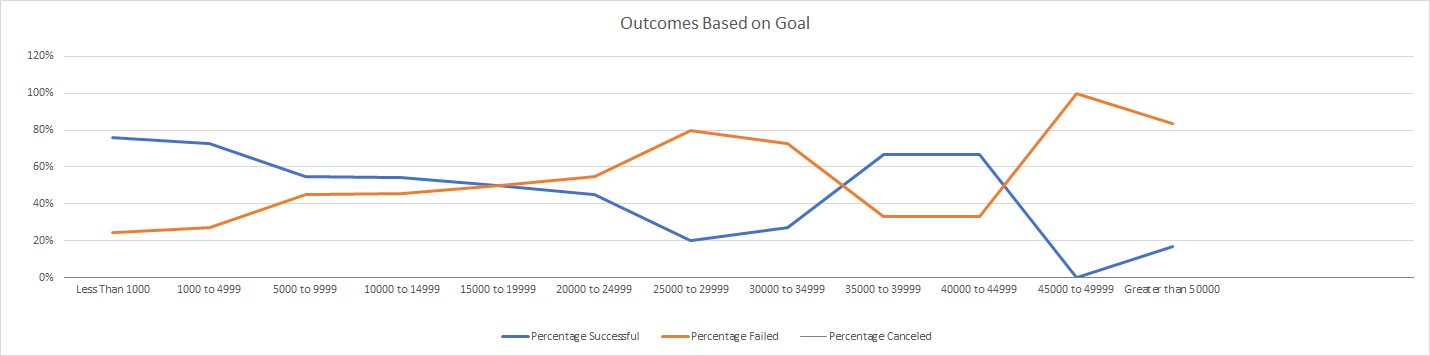 Outcomes Based on Goal
120%
100%
80%
60%
40%
20%
0%
Less Than 1000 1000 to 4999 5000 to 9999 10000 to 14999 15000 to 19999 20000 to 24999 25000 to 29999 30000 to 34999 35000 to 39999 40000 to 44999 45000 to 49999 Greater than 50000
Percentage Successful Percentage Failed Percentage Canceled